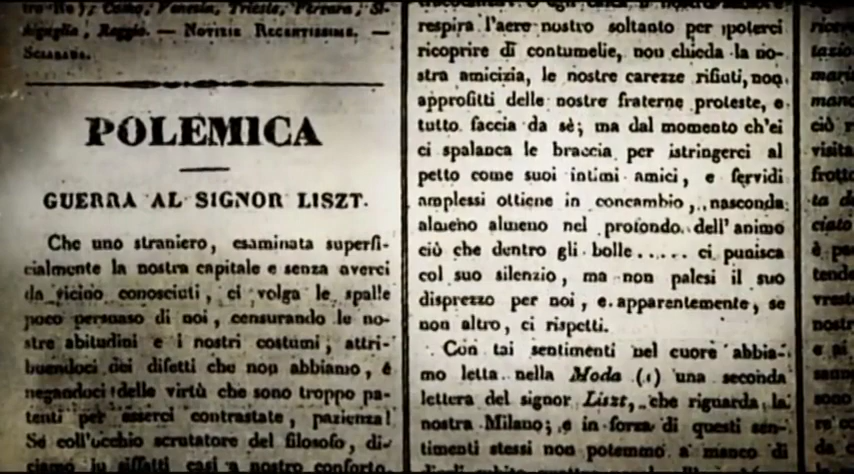 tro Re); Como, Venezia, Trieste, Ferrara, Si-
nigaglia, Reggio. — Notizie Recentissime. —
Sciarada.
POLEMICA
GUERRA AL SIGNOR LISZT.
Che uno straniero, esaminata superfi-
cialmente la nostra capitale e senza averci
da vicino conosciuti, ci volga le spalle
poco persuaso di noi, censurando le no-
stre abitudini e i nostri costumi, attri-
buendoci dei difetti che non abbiamo, e
negandoci delle virtù che sono troppo pa-
tenti per esserci contrastate, pazienza!
Se coll'occhio scrutatore del filosofo, di-
ciamo in siffatti casi a nostro conforto,
respira l'aere nostro soltanto per poterci
ricoprire di contumelie, non chieda la no-
stra amicizia, le nostre carezze rifiuti, non
approfitti delle nostre fraterne proteste, e
tutto faccia da sè; ma dal momento ch'ei
ci spalanca le braccia per istringerci al
petto come suoi intimi amici, e fervidi
amplessi ottiene in concambio, nasconda
almeno almeno nel profondo dell'animo
ciò che dentro gli bolle..... ci punisca
col suo silenzio, ma non palesi il suo
disprezzo per noi, e apparentemente, se
non altro, ci rispetti.
Con tai sentimenti nel cuore abbia-
mo letta nella Moda (1) una seconda
lettera del signor Liszt, che riguarda la
nostra Milano; e in forza di questi sen-
timenti stessi non potemmo a manco di